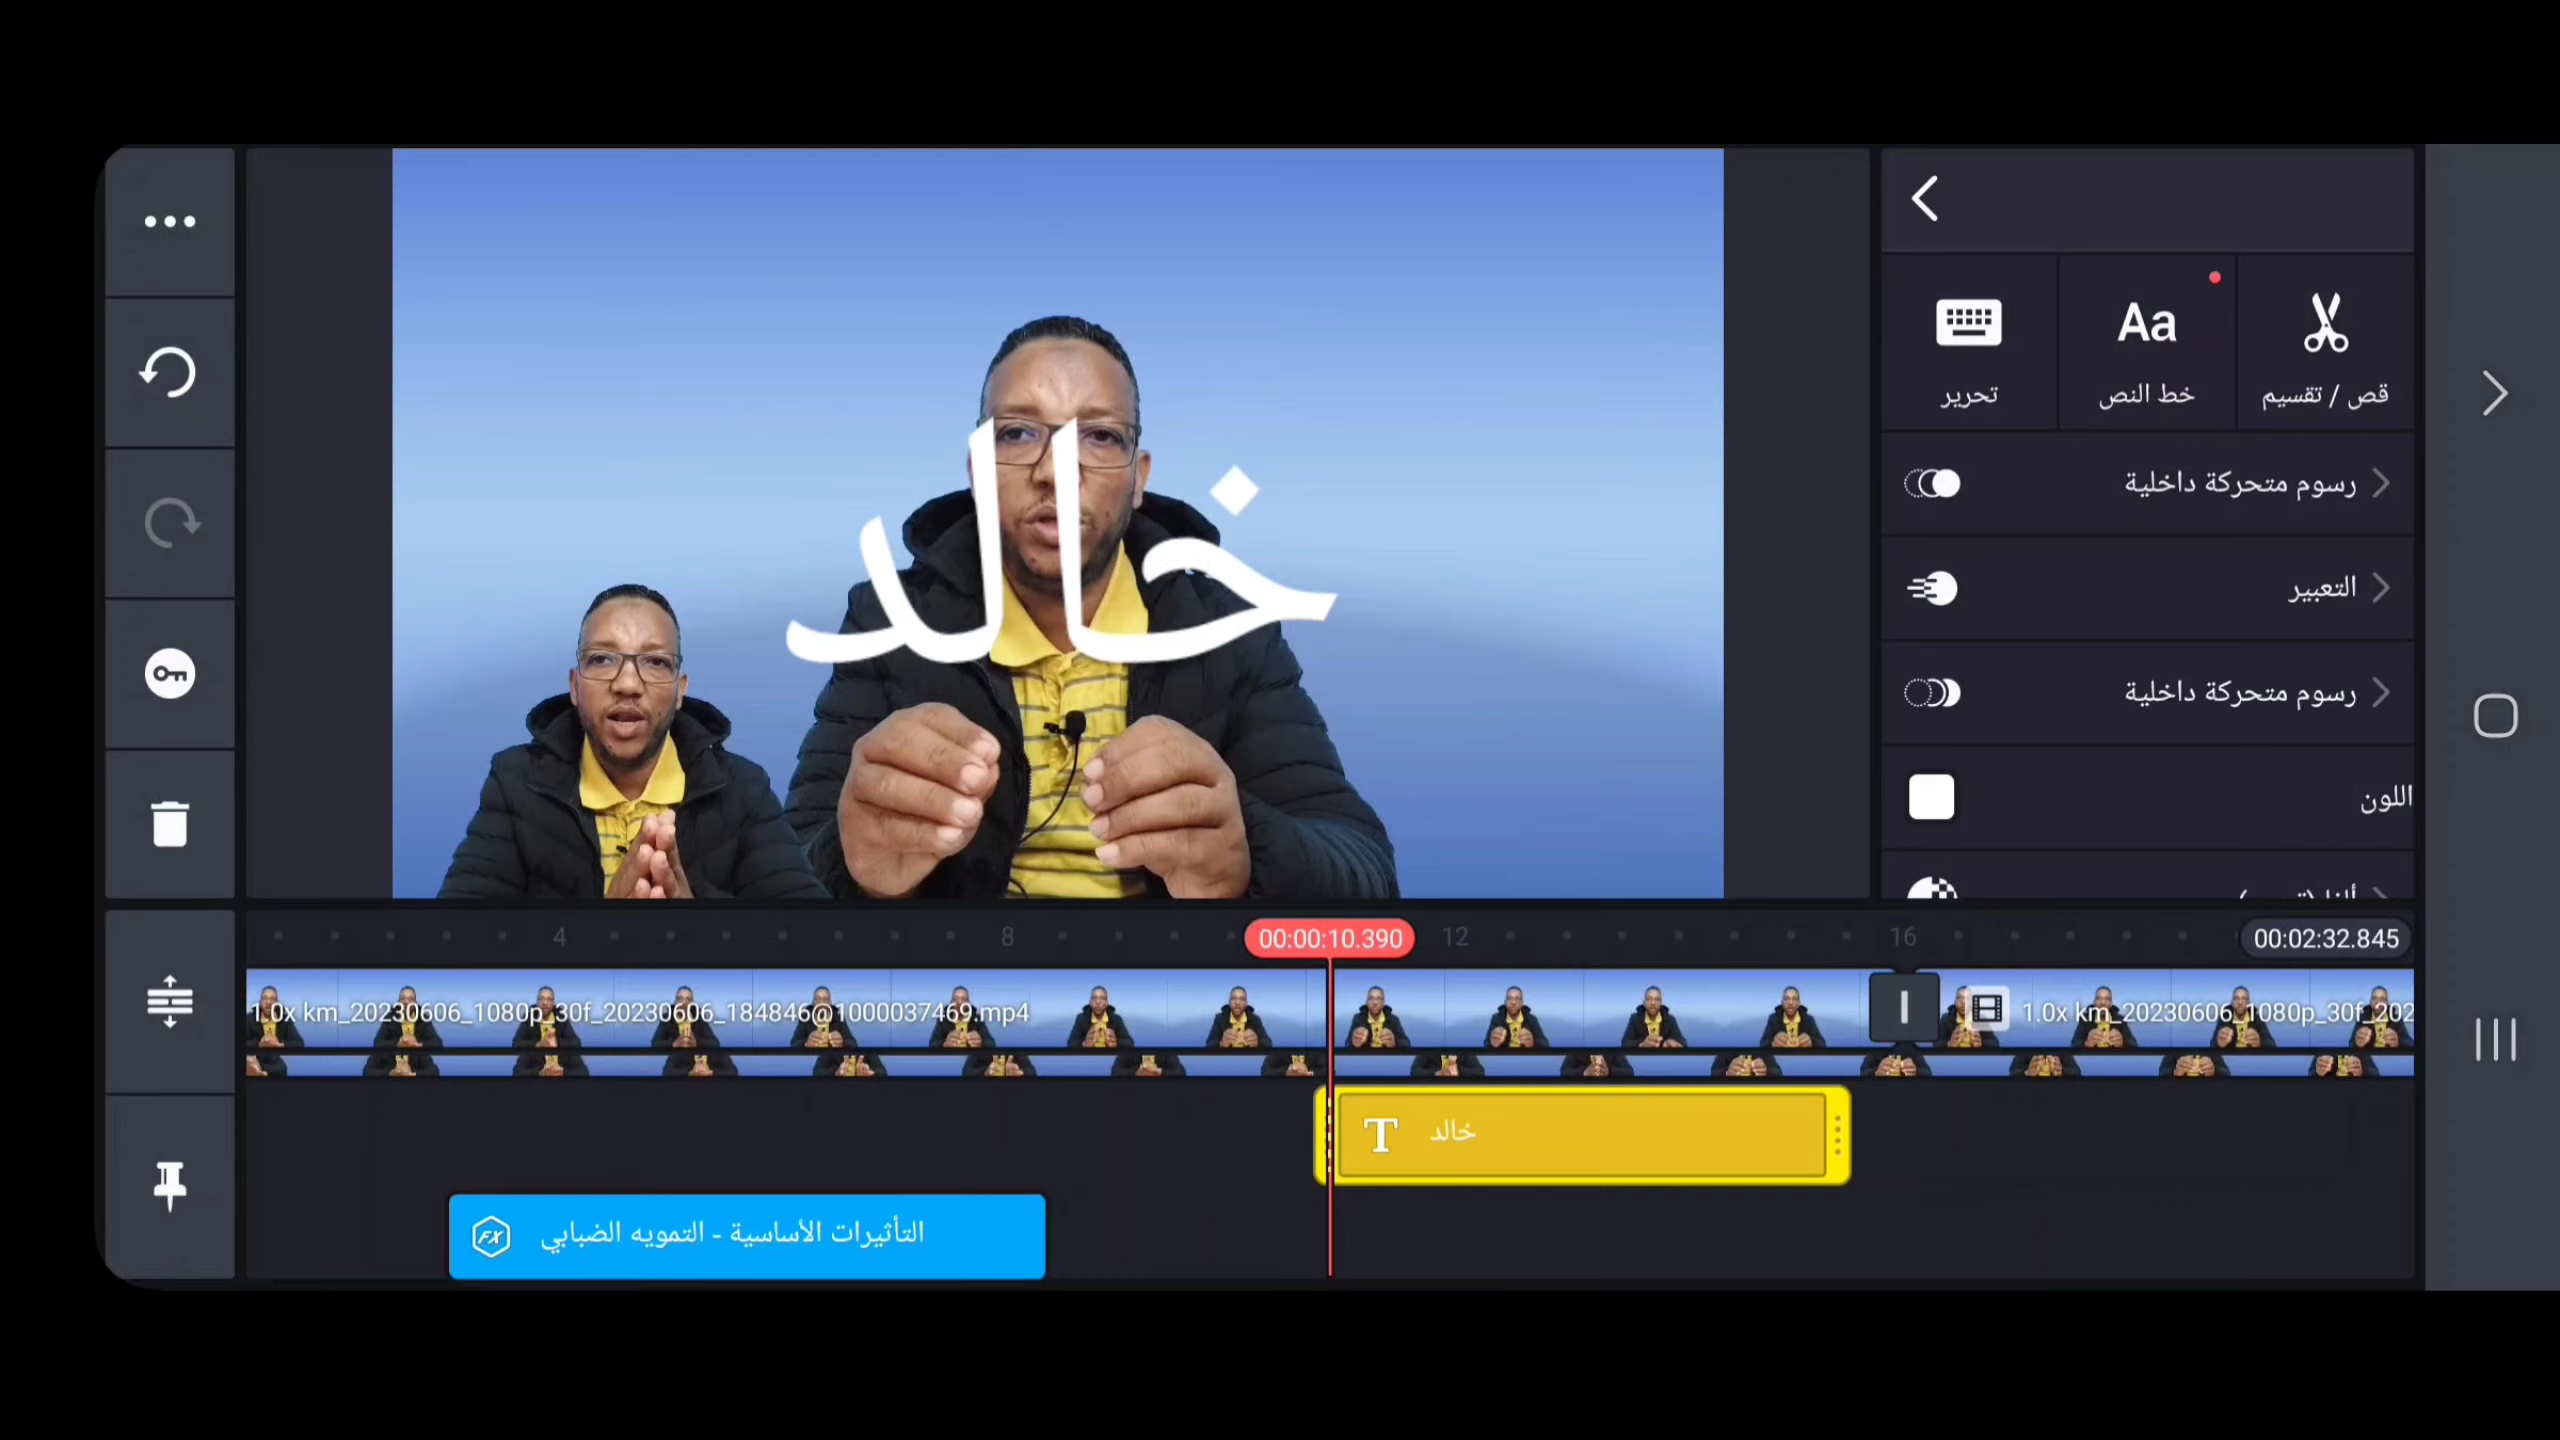 خالد
قص / تقسيم
Aa
خط النص
تحرير
رسوم متحركة داخلية
التعبير
رسوم متحركة داخلية
اللون
4
8
00:00:10.390
12
16
00:02:32.845
1.0x km_20230606_1080p_30f_20230606_184846@1000037469.mp4
1.0x km_20230606_1080p_30f_202
T خالد
FX التأثيرات الأساسية - التمويه الضبابي